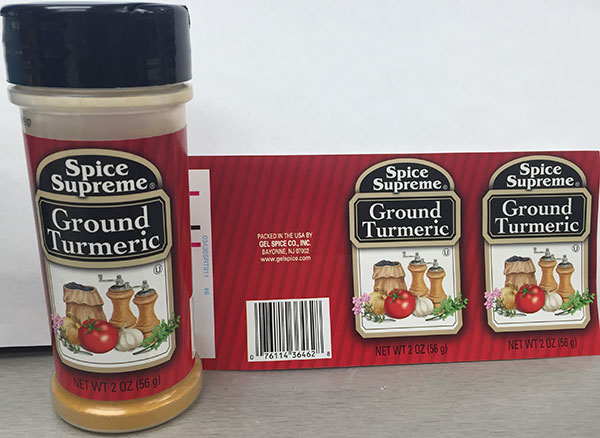 Spice
Supreme®
Ground
Turmeric
U
NET WT 2 OZ (56 g)
PACKED IN THE USA BY
GEL SPICE CO., INC.
BAYONNE, NJ 07002
www.gelspice.com
0 76114 36462 8
Spice
Supreme®
Ground
Turmeric
U
NET WT 2 OZ (56 g)
Spice
Supreme®
Ground
Turmeric
U
NET WT 2 OZ (56 g)